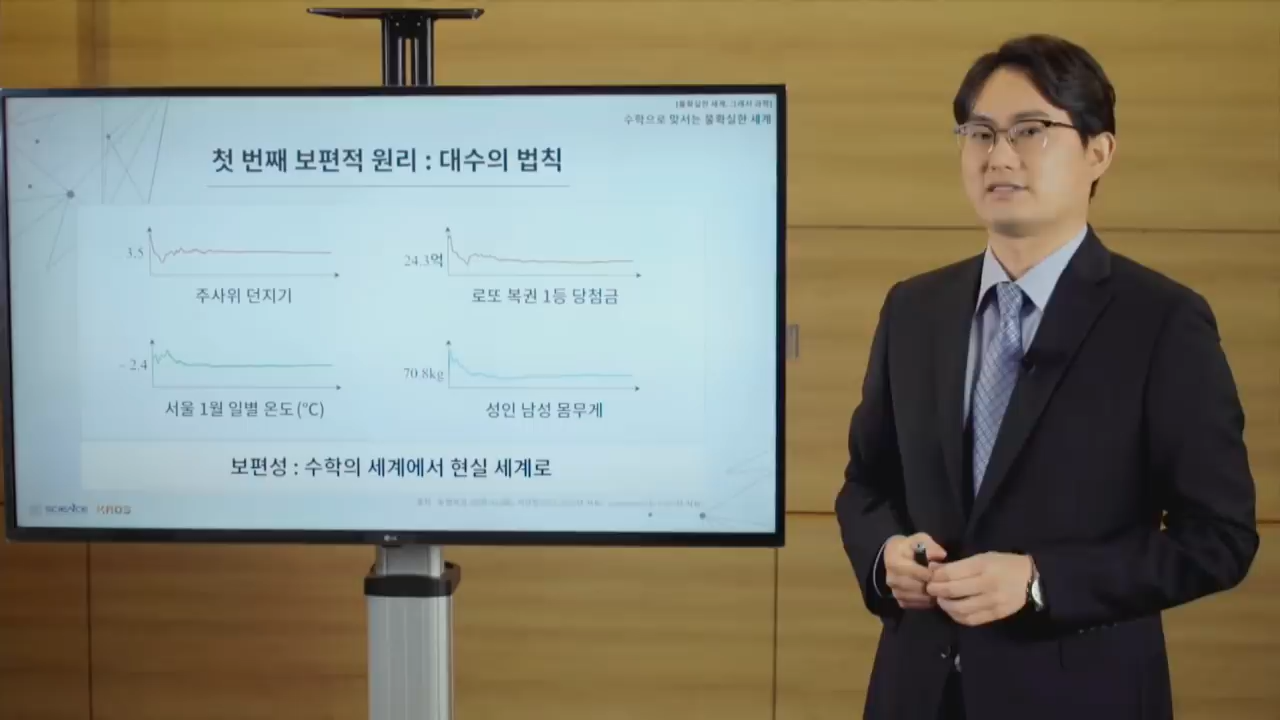 [불확실한 세계, 그래서 과학]
수학으로 맞서는 불확실한 세계
첫 번째 보편적 원리 : 대수의 법칙
3.5
주사위 던지기
24.3억
로또 복권 1등 당첨금
-2.4
서울 1월 일별 온도(℃)
70.8kg
성인 남성 몸무게
보편성 : 수학의 세계에서 현실 세계로
SCIENCE
KAOS
LG